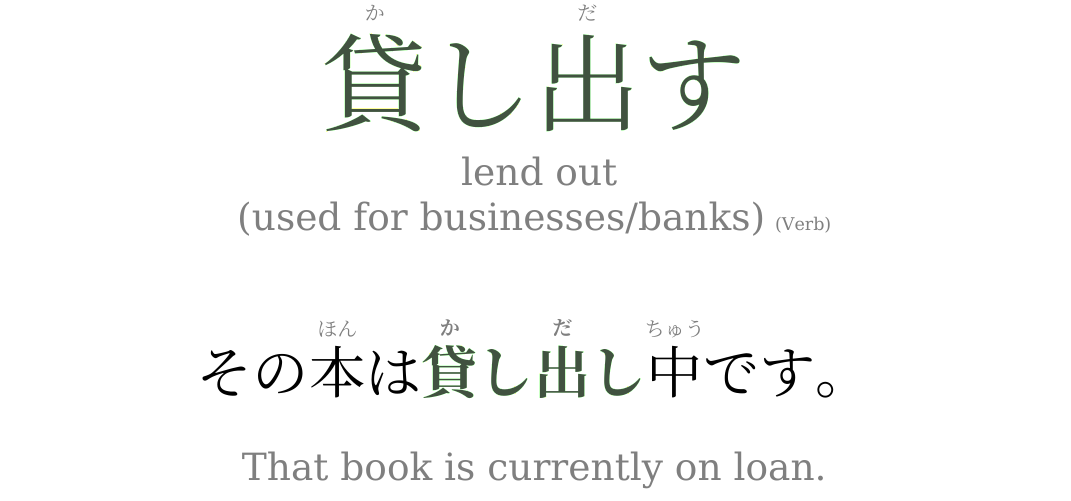 か だ
貸し出す
lend out
(used for businesses/banks) (Verb)
ほん か だ ちゅう
その本は貸し出し中です。
That book is currently on loan.